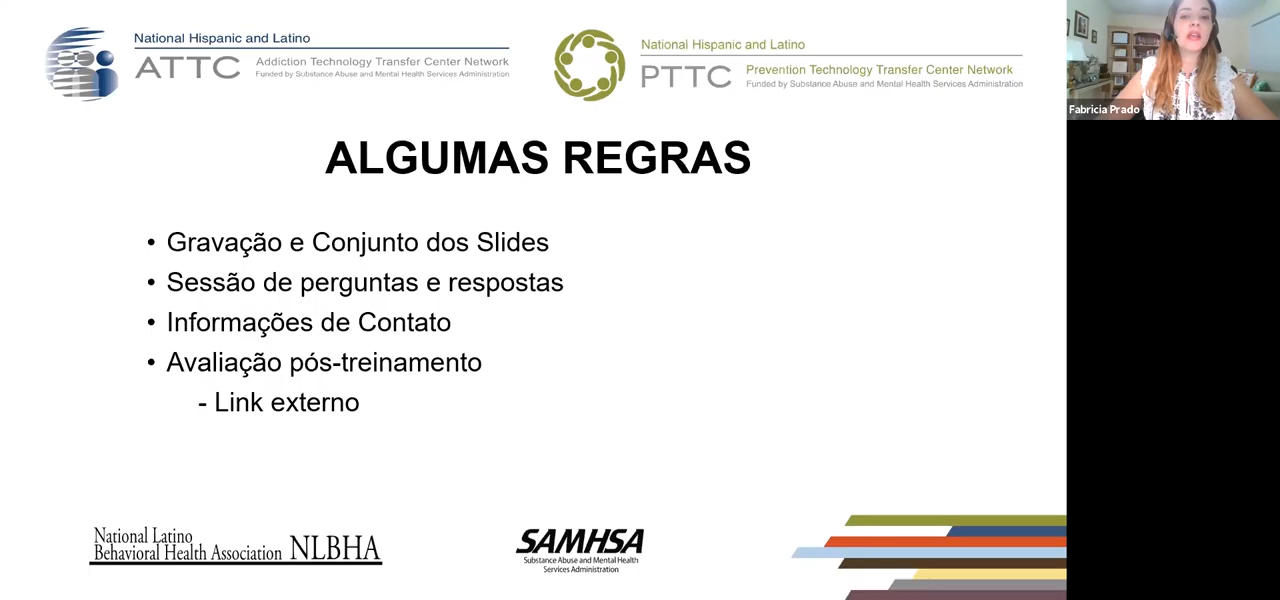 National Hispanic and Latino
ATTC
Addiction Technology Transfer Center Network
Funded by Substance Abuse and Mental Health Services Administration
National Hispanic and Latino
PTTC
Prevention Technology Transfer Center Network
Funded by Substance Abuse and Mental Health Services Administration
Fabricia Prado
ALGUMAS REGRAS
• Gravação e Conjunto dos Slides
• Sessão de perguntas e respostas
• Informações de Contato
• Avaliação pós-treinamento
- Link externo
National Latino
Behavioral Health Association NLBHA
SAMHSA
Substance Abuse and Mental Health
Services Administration